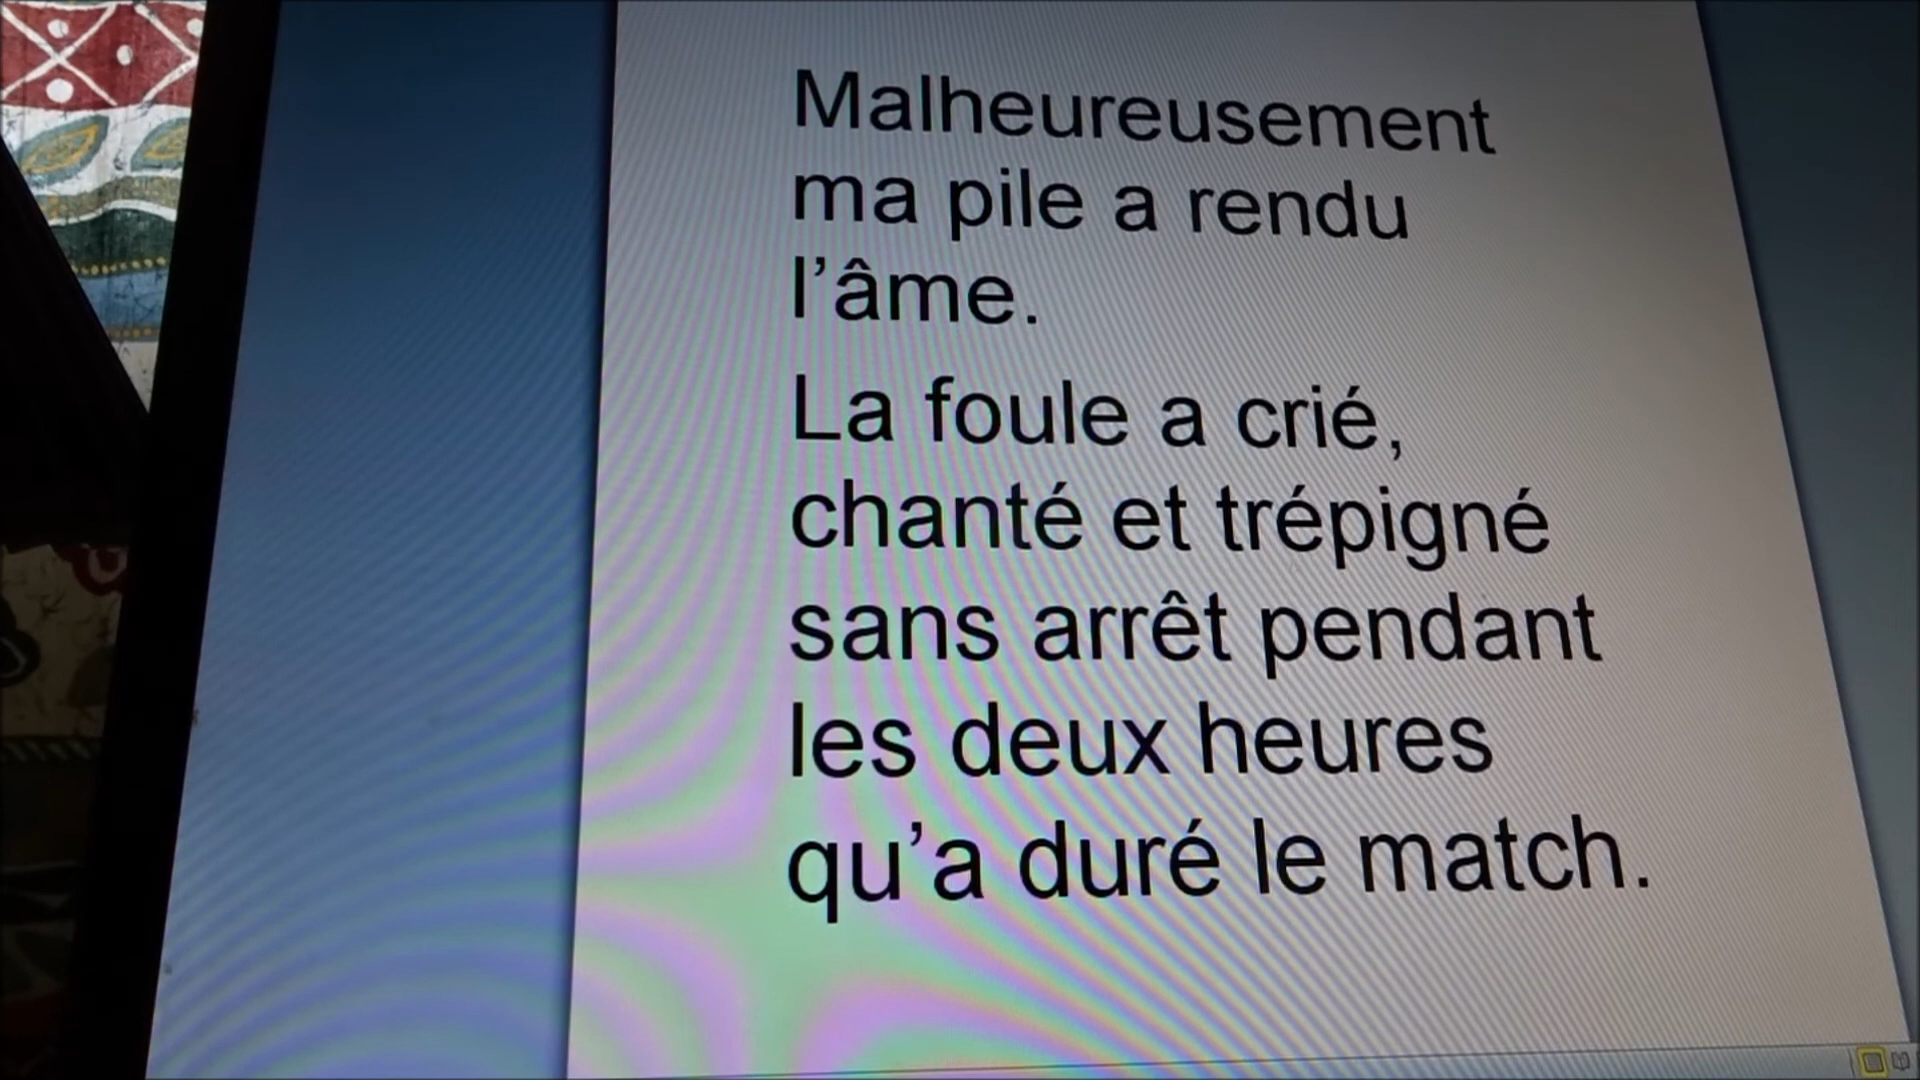 Malheureusement
ma pile a rendu
l’âme.
La foule a crié,
chanté et trépigné
sans arrêt pendant
les deux heures
qu’a duré le match.